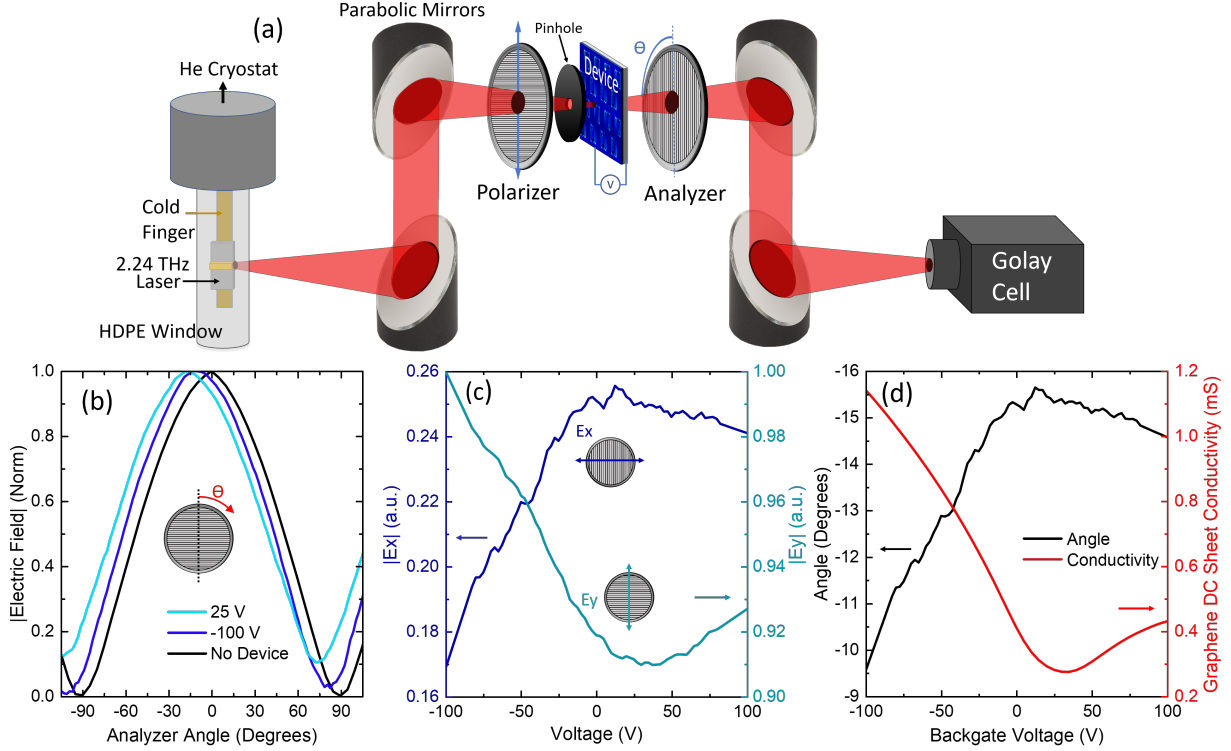 (a)
Parabolic Mirrors
He Cryostat
Pinhole
Device
Θ
V
Polarizer
Analyzer
Cold
Finger
2.24 THz
Laser
HDPE Window
Golay
Cell
(b)
|Electric Field| (Norm)
1.0
0.8
0.6
0.4
0.2
0.0
Θ
25 V
-100 V
No Device
-90 -60 -30 0 30 60 90
Analyzer Angle (Degrees)
(c)
|Ex| (a.u.)
0.26
0.24
0.22
0.20
0.18
0.16
Ex
Ey
1.00
0.98
0.96
0.94
0.92
0.90
|Ey| (a.u.)
-100 -50 0 50 100
Voltage (V)
(d)
Angle (Degrees)
-16
-15
-14
-13
-12
-11
-10
-9
Angle
Conductivity
1.2
1.0
0.8
0.6
0.4
0.2
Graphene DC Sheet Conductivity (mS)
-100 -50 0 50 100
Backgate Voltage (V)